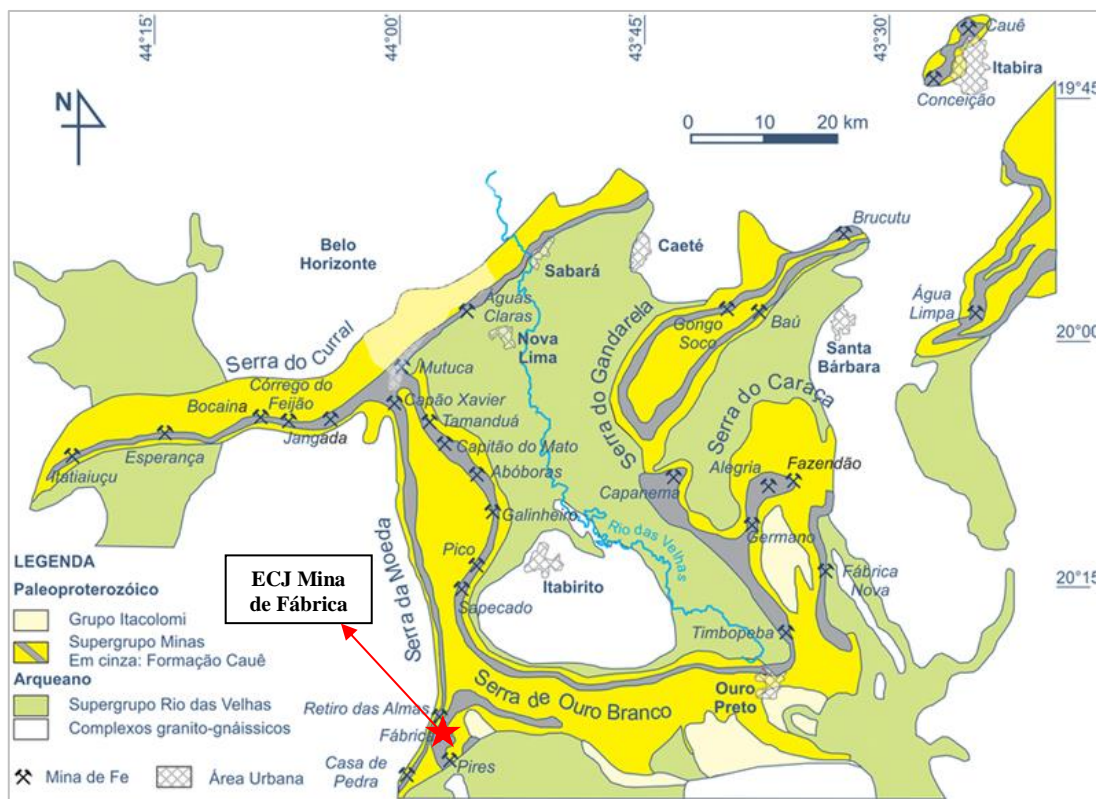 44°15'
44°00'
43°45'
43°30'
Cauê
Itabira
Conceição
19°45'
N
0 10 20 km
Brucutu
Belo
Horizonte
Sabará
Caeté
Água
Limpa
Águas
Claras
Gongo
Soco
Baú
Nova
Lima
Santa
Bárbara
20°00'
Serra do Curral
Serra do Gandarela
Serra do Caraça
Mutuca
Córrego do
Feijão
Capão Xavier
Bocaina
Tamanduá
Jangada
Capitão do Mato
Esperança
Itatiaiuçu
Abóboras
Alegria
Fazendão
Capanema
Galinheiro
Rio das Velhas
Germano
Serra da Moeda
Pico
Itabirito
Fábrica
Nova
20°15'
Sapecado
Timbopeba
ECJ Mina
de Fábrica
Serra de Ouro Branco
Ouro
Preto
Retiro das Almas
Fábrica
Casa de
Pedra
Pires
LEGENDA
Paleoproterozóico
Grupo Itacolomi
Supergrupo Minas
Em cinza: Formação Cauê
Arqueano
Supergrupo Rio das Velhas
Complexos granito-gnáissicos
Mina de Fe
Área Urbana